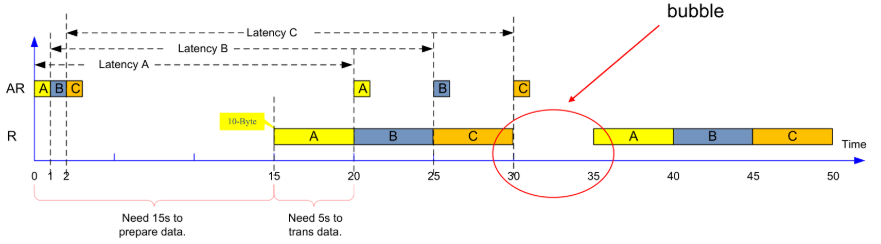 bubble
Latency C
Latency B
Latency A
AR
A B C A B C
10-Byte
R
A B C A B C
Time
0 1 2 15 20 25 30 35 40 45 50
Need 15s to
prepare data.
Need 5s to
trans data.